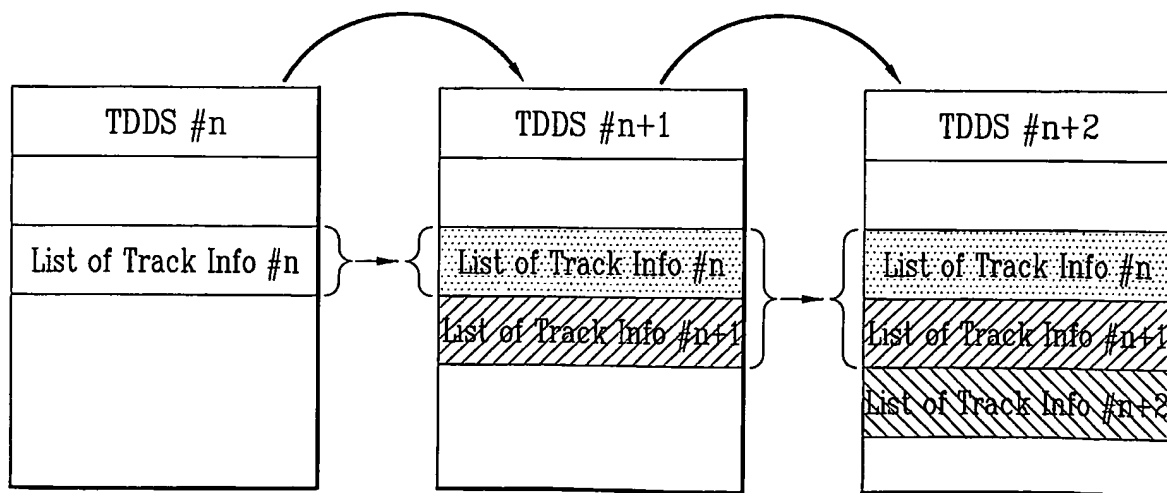 TDDS #n
List of Track Info #n
TDDS #n+1
List of Track Info #n
List of Track Info #n+1
TDDS #n+2
List of Track Info #n
List of Track Info #n+1
List of Track Info #n+2